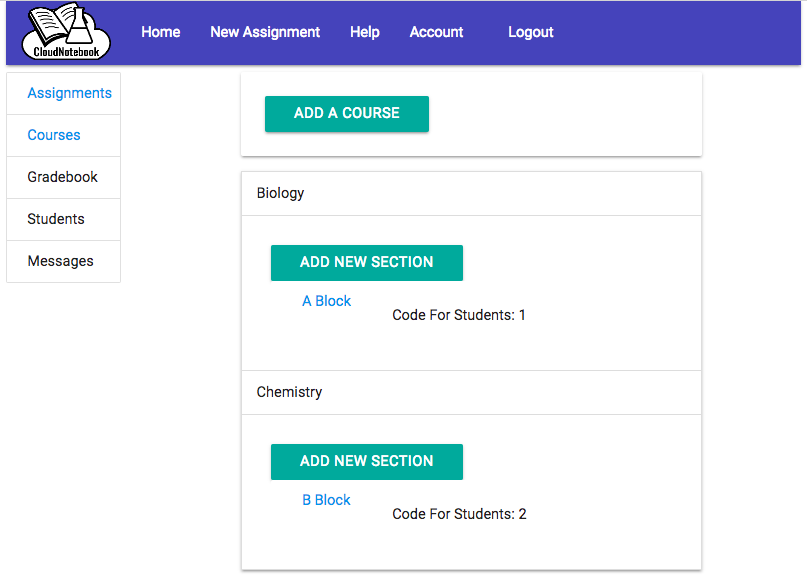 CloudNotebook
Home New Assignment Help Account Logout
Assignments
Courses
Gradebook
Students
Messages
ADD A COURSE
Biology
ADD NEW SECTION
A Block
Code For Students: 1
Chemistry
ADD NEW SECTION
B Block
Code For Students: 2